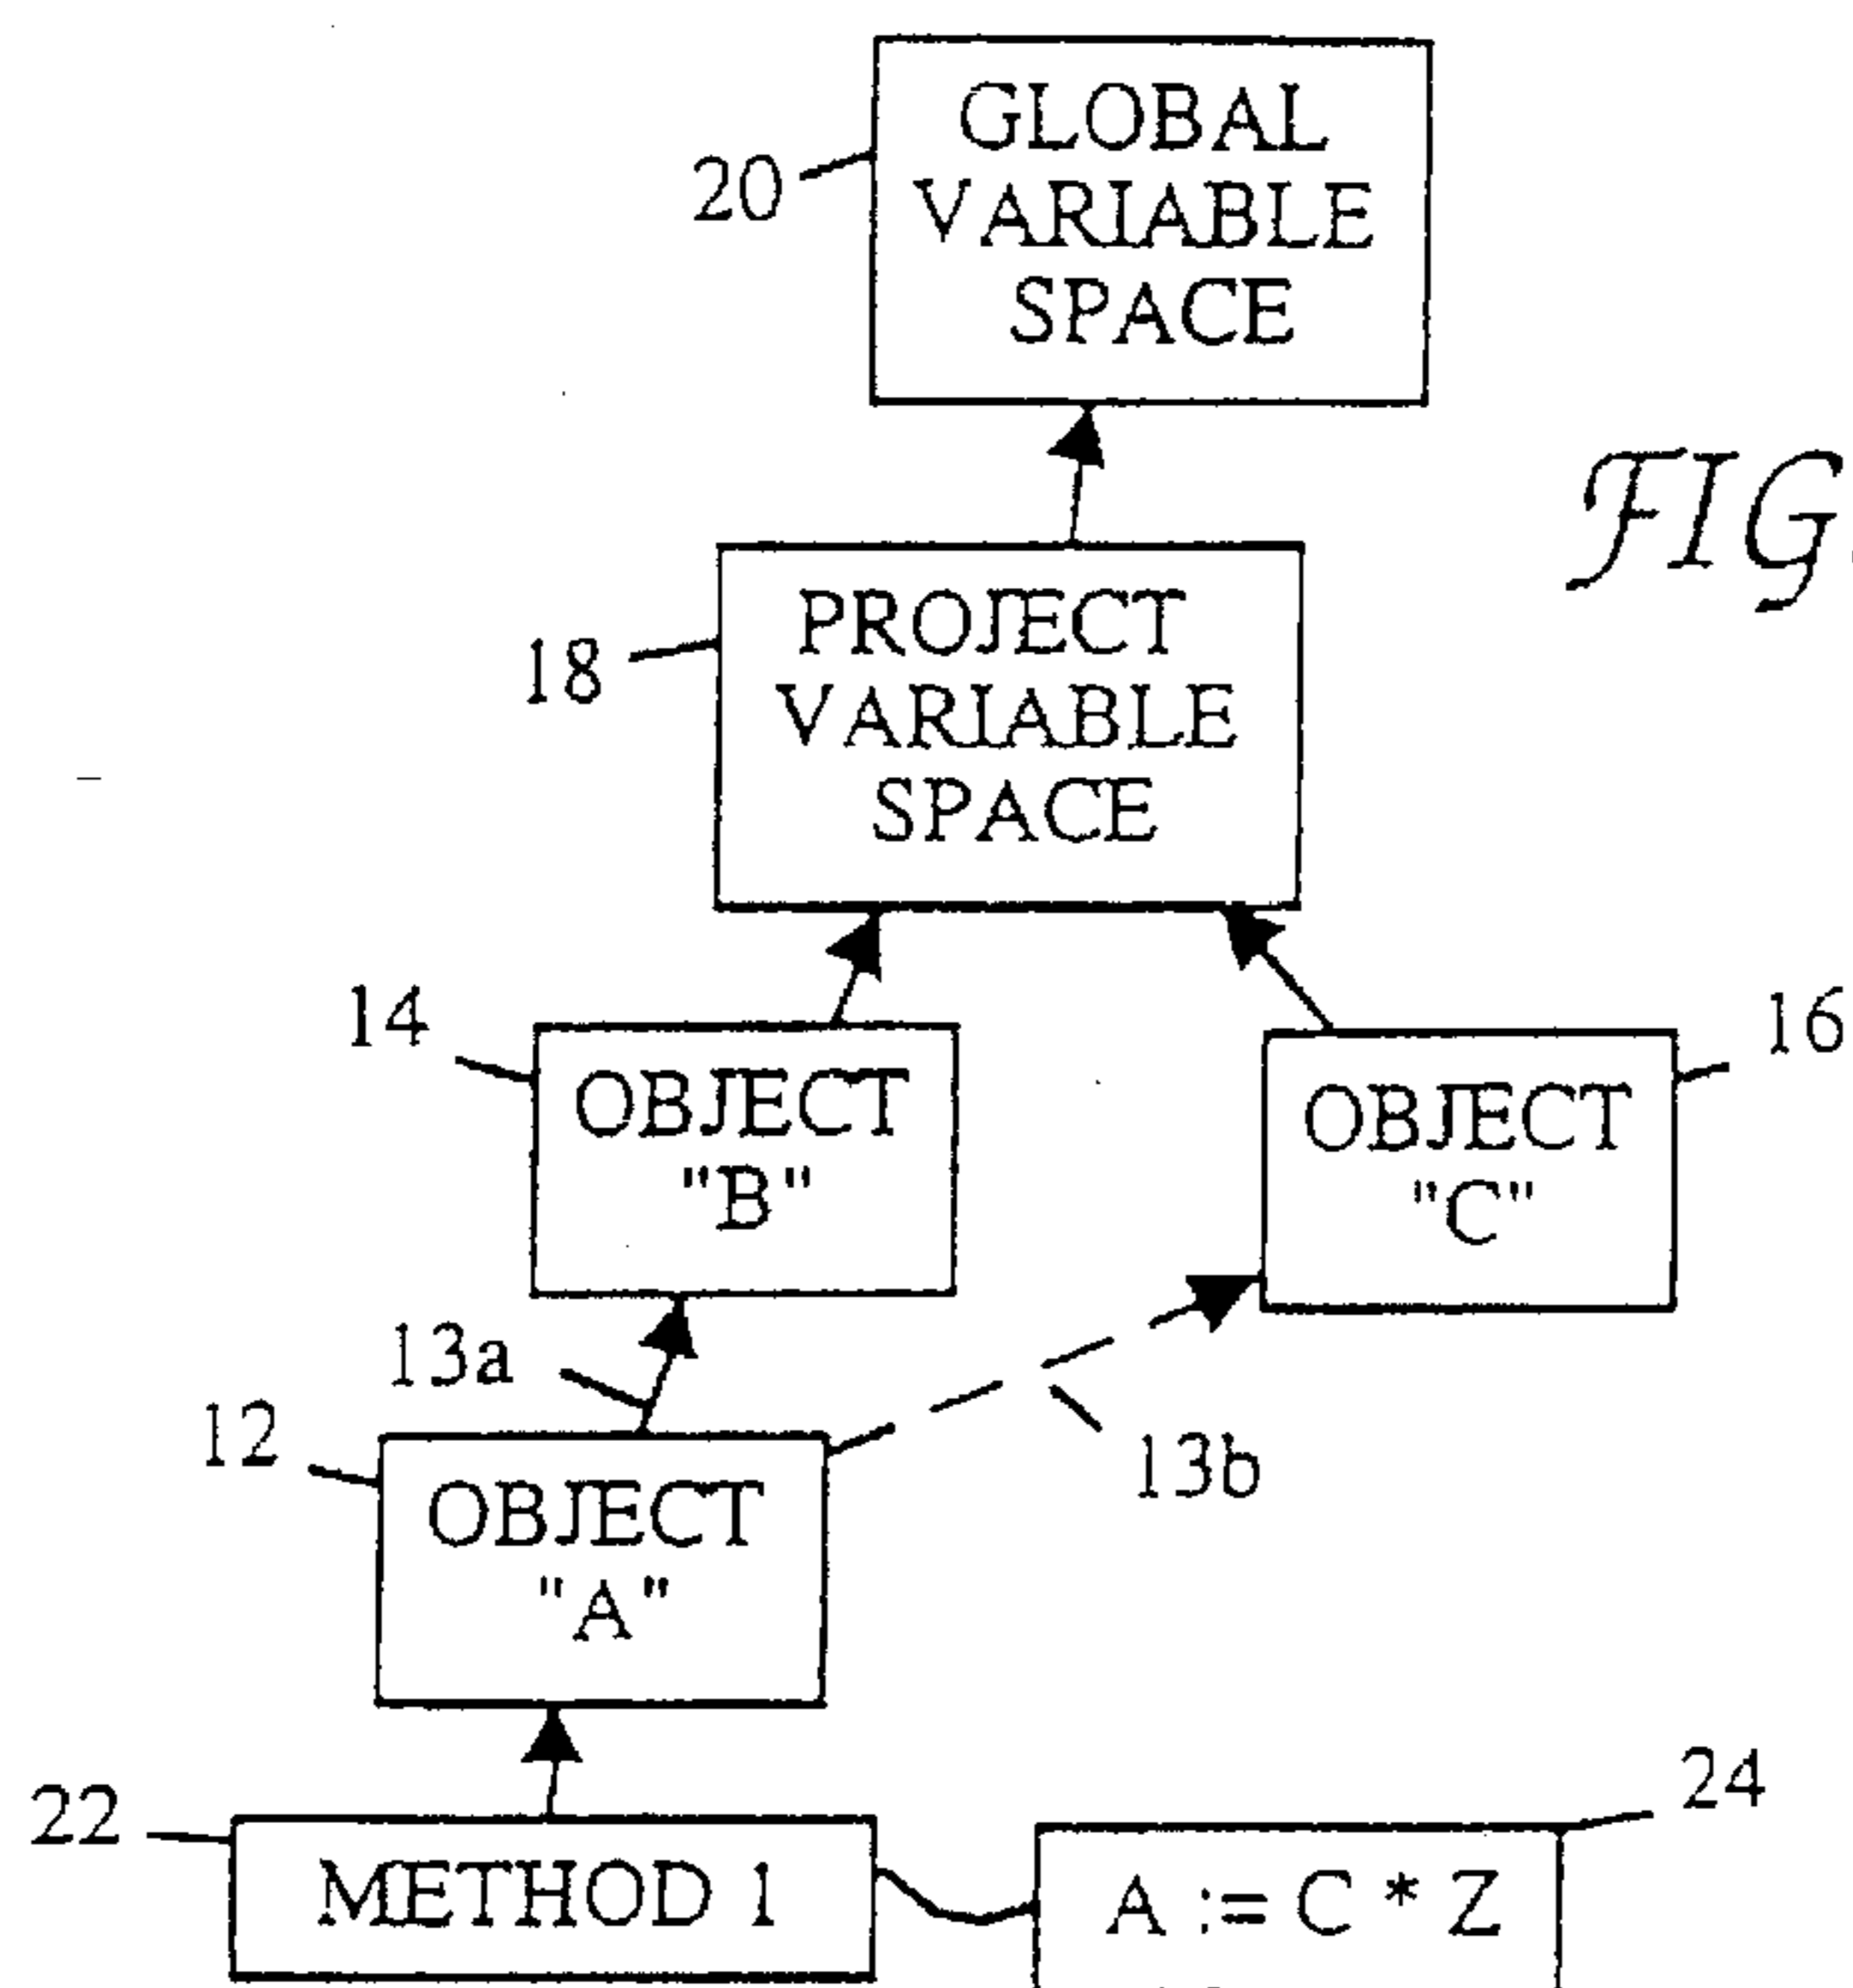 20
GLOBAL
VARIABLE
SPACE
FIG.
18
PROJECT
VARIABLE
SPACE
14
OBJECT
"B"
16
OBJECT
"C"
13a
12
OBJECT
"A"
13b
22
METHOD 1
24
A := C * Z